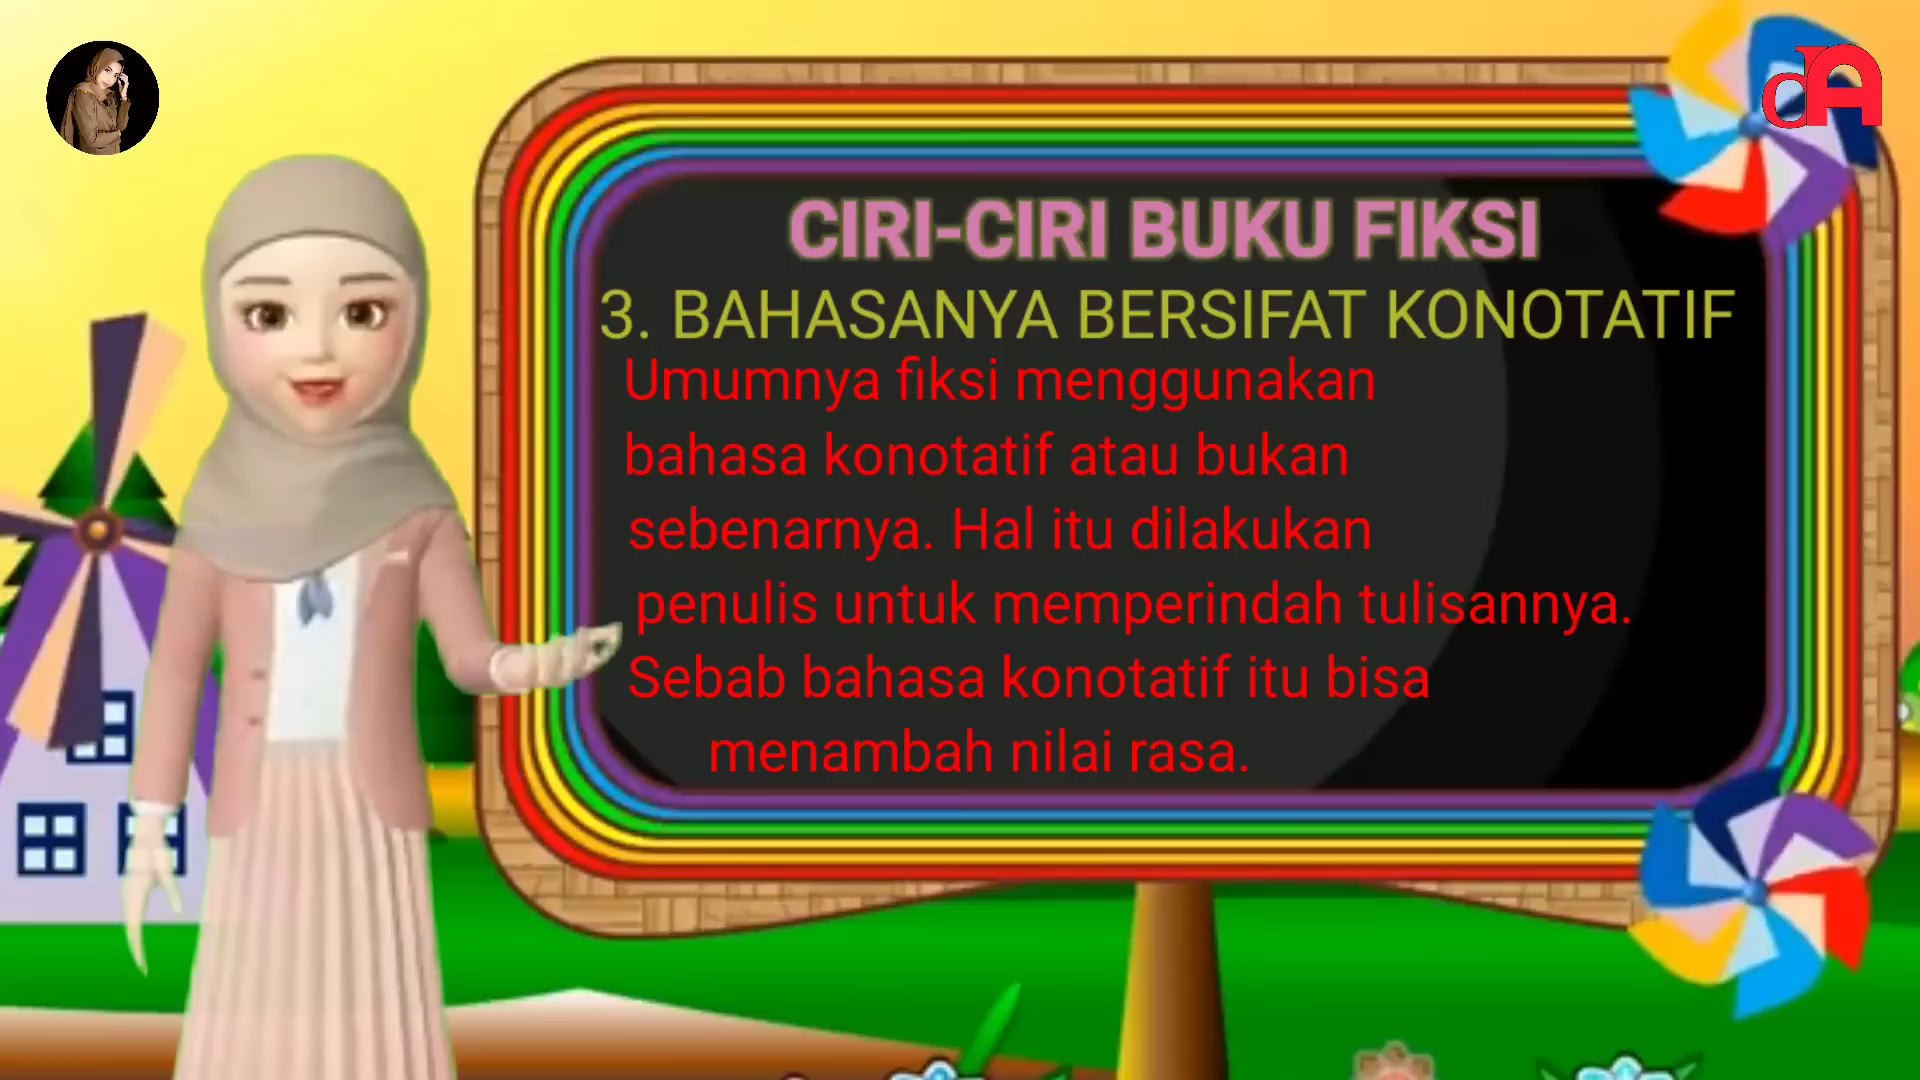 dA
CIRI-CIRI BUKU FIKSI
3. BAHASANYA BERSIFAT KONOTATIF
Umumnya fiksi menggunakan
bahasa konotatif atau bukan
sebenarnya. Hal itu dilakukan
penulis untuk memperindah tulisannya.
Sebab bahasa konotatif itu bisa
menambah nilai rasa.